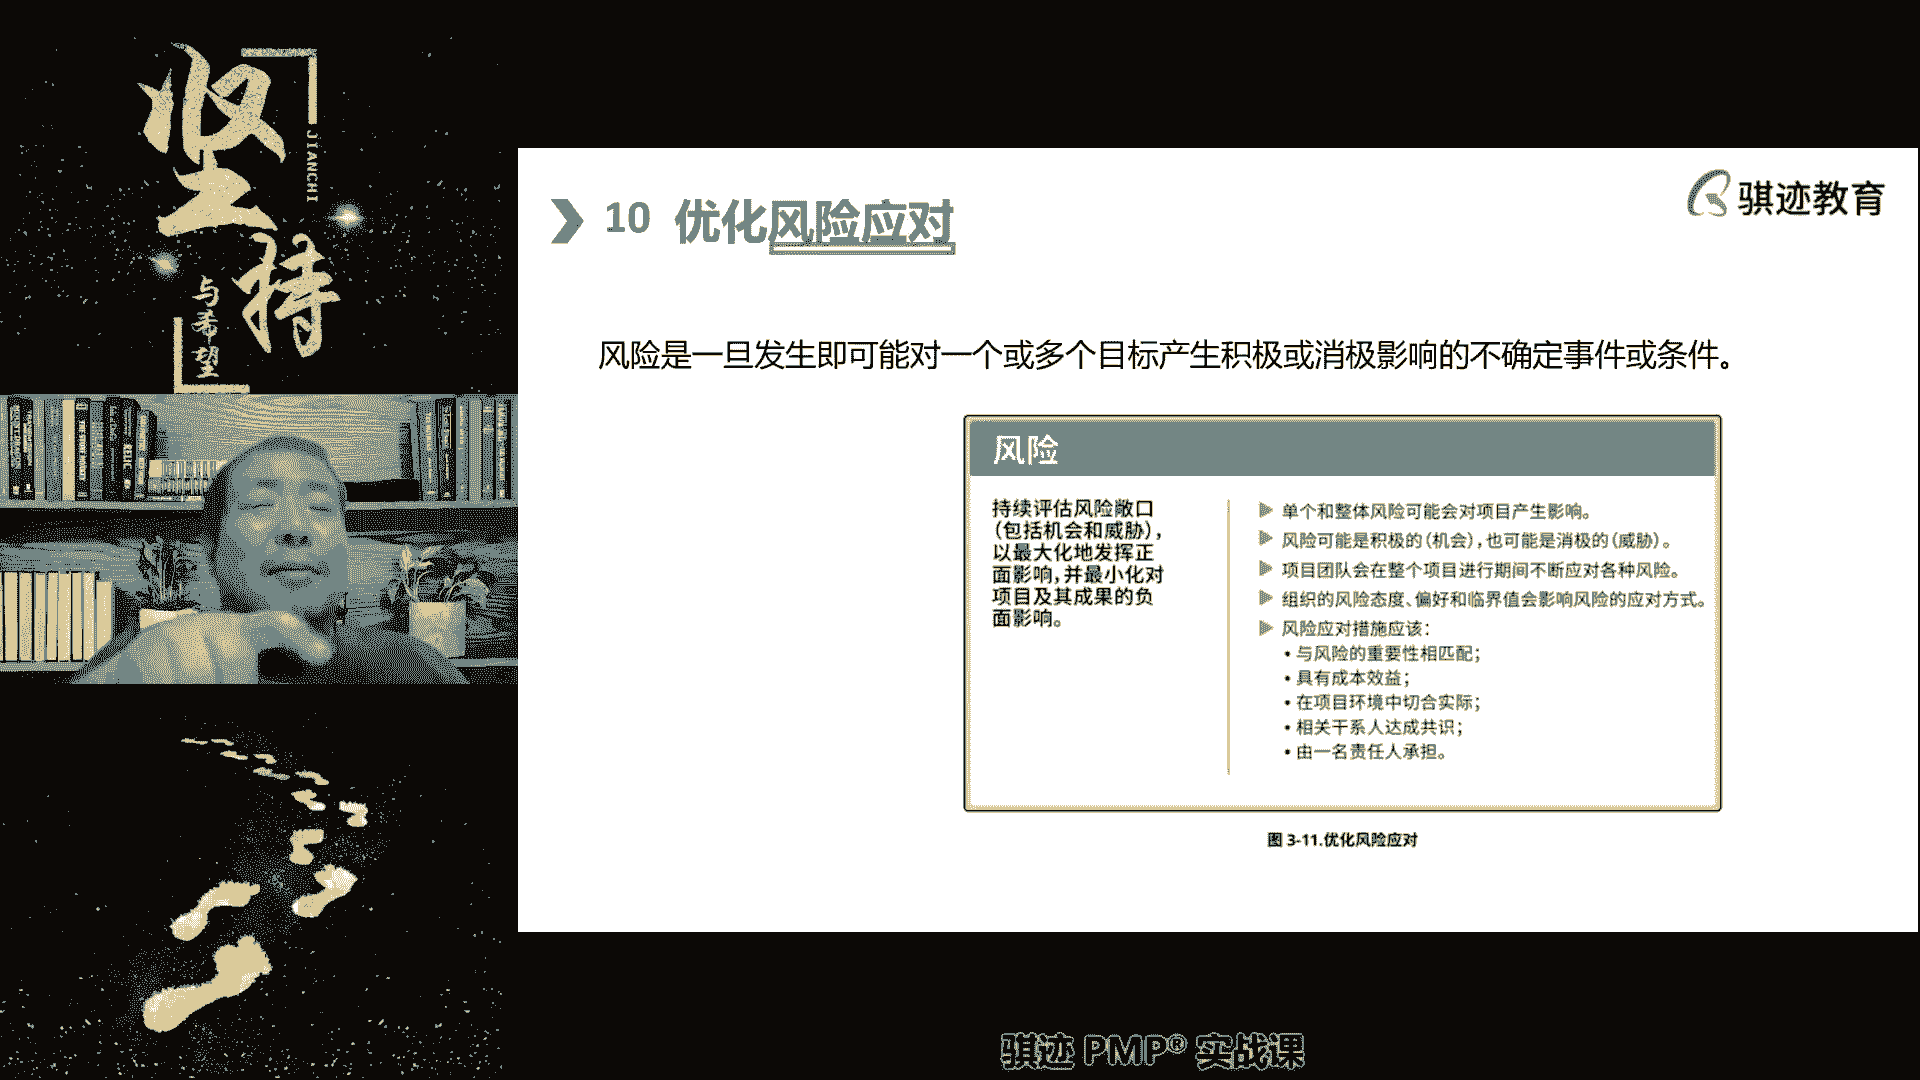 坚持
JIANCHI
与希望
10 优化风险应对
骐迹教育
风险是一旦发生即可能对一个或多个目标产生积极或消极影响的不确定事件或条件。
风险
持续评估风险敞口
(包括机会和威胁),
以最大化地发挥正
面影响,并最小化对
项目及其成果的负
面影响。
单个和整体风险可能会对项目产生影响。
风险可能是积极的(机会),也可能是消极的(威胁)。
项目团队会在整个项目进行期间不断应对各种风险。
组织的风险态度、偏好和临界值会影响风险的应对方式。
风险应对措施应该:
• 与风险的重要性相匹配;
• 具有成本效益;
• 在项目环境中切合实际;
• 相关干系人达成共识;
• 由一名责任人承担。
图 3-11.优化风险应对
骐迹 PMP® 实战课